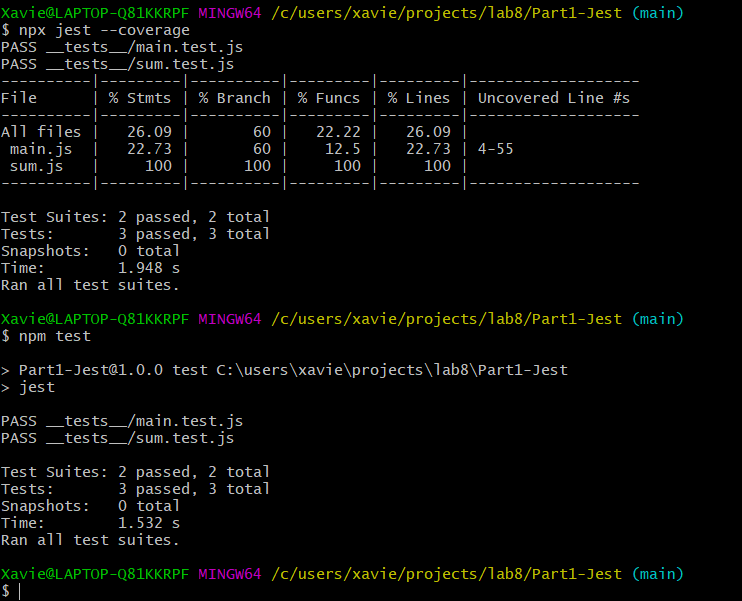 Xavie@LAPTOP-Q81KKRPF MINGW64 /c/users/xavie/projects/lab8/Part1-Jest (main)
$ npx jest --coverage
PASS __tests__/main.test.js
PASS __tests__/sum.test.js
----------|---------|----------|---------|---------|-------------------
File      | % Stmts | % Branch | % Funcs | % Lines | Uncovered Line #s
----------|---------|----------|---------|---------|-------------------
All files |   26.09 |       60 |   22.22 |   26.09 |
 main.js  |   22.73 |       60 |    12.5 |   22.73 | 4-55
 sum.js   |     100 |      100 |     100 |     100 |
----------|---------|----------|---------|---------|-------------------
Test Suites: 2 passed, 2 total
Tests:       3 passed, 3 total
Snapshots:   0 total
Time:        1.948 s
Ran all test suites.
Xavie@LAPTOP-Q81KKRPF MINGW64 /c/users/xavie/projects/lab8/Part1-Jest (main)
$ npm test
> Part1-Jest@1.0.0 test C:\users\xavie\projects\lab8\Part1-Jest
> jest
PASS __tests__/main.test.js
PASS __tests__/sum.test.js
Test Suites: 2 passed, 2 total
Tests:       3 passed, 3 total
Snapshots:   0 total
Time:        1.532 s
Ran all test suites.
Xavie@LAPTOP-Q81KKRPF MINGW64 /c/users/xavie/projects/lab8/Part1-Jest (main)
$